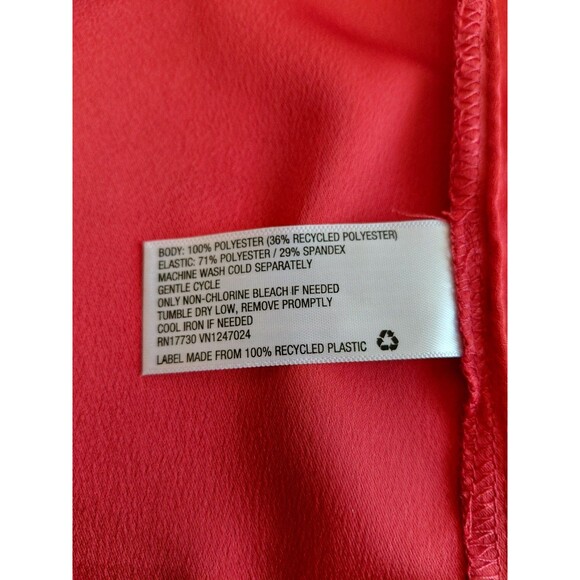 BODY: 100% POLYESTER (36% RECYCLED POLYESTER)
ELASTIC: 71% POLYESTER / 29% SPANDEX
MACHINE WASH COLD SEPARATELY
GENTLE CYCLE
ONLY NON-CHLORINE BLEACH IF NEEDED
TUMBLE DRY LOW, REMOVE PROMPTLY
COOL IRON IF NEEDED
RN17730 VN1247024
LABEL MADE FROM 100% RECYCLED PLASTIC